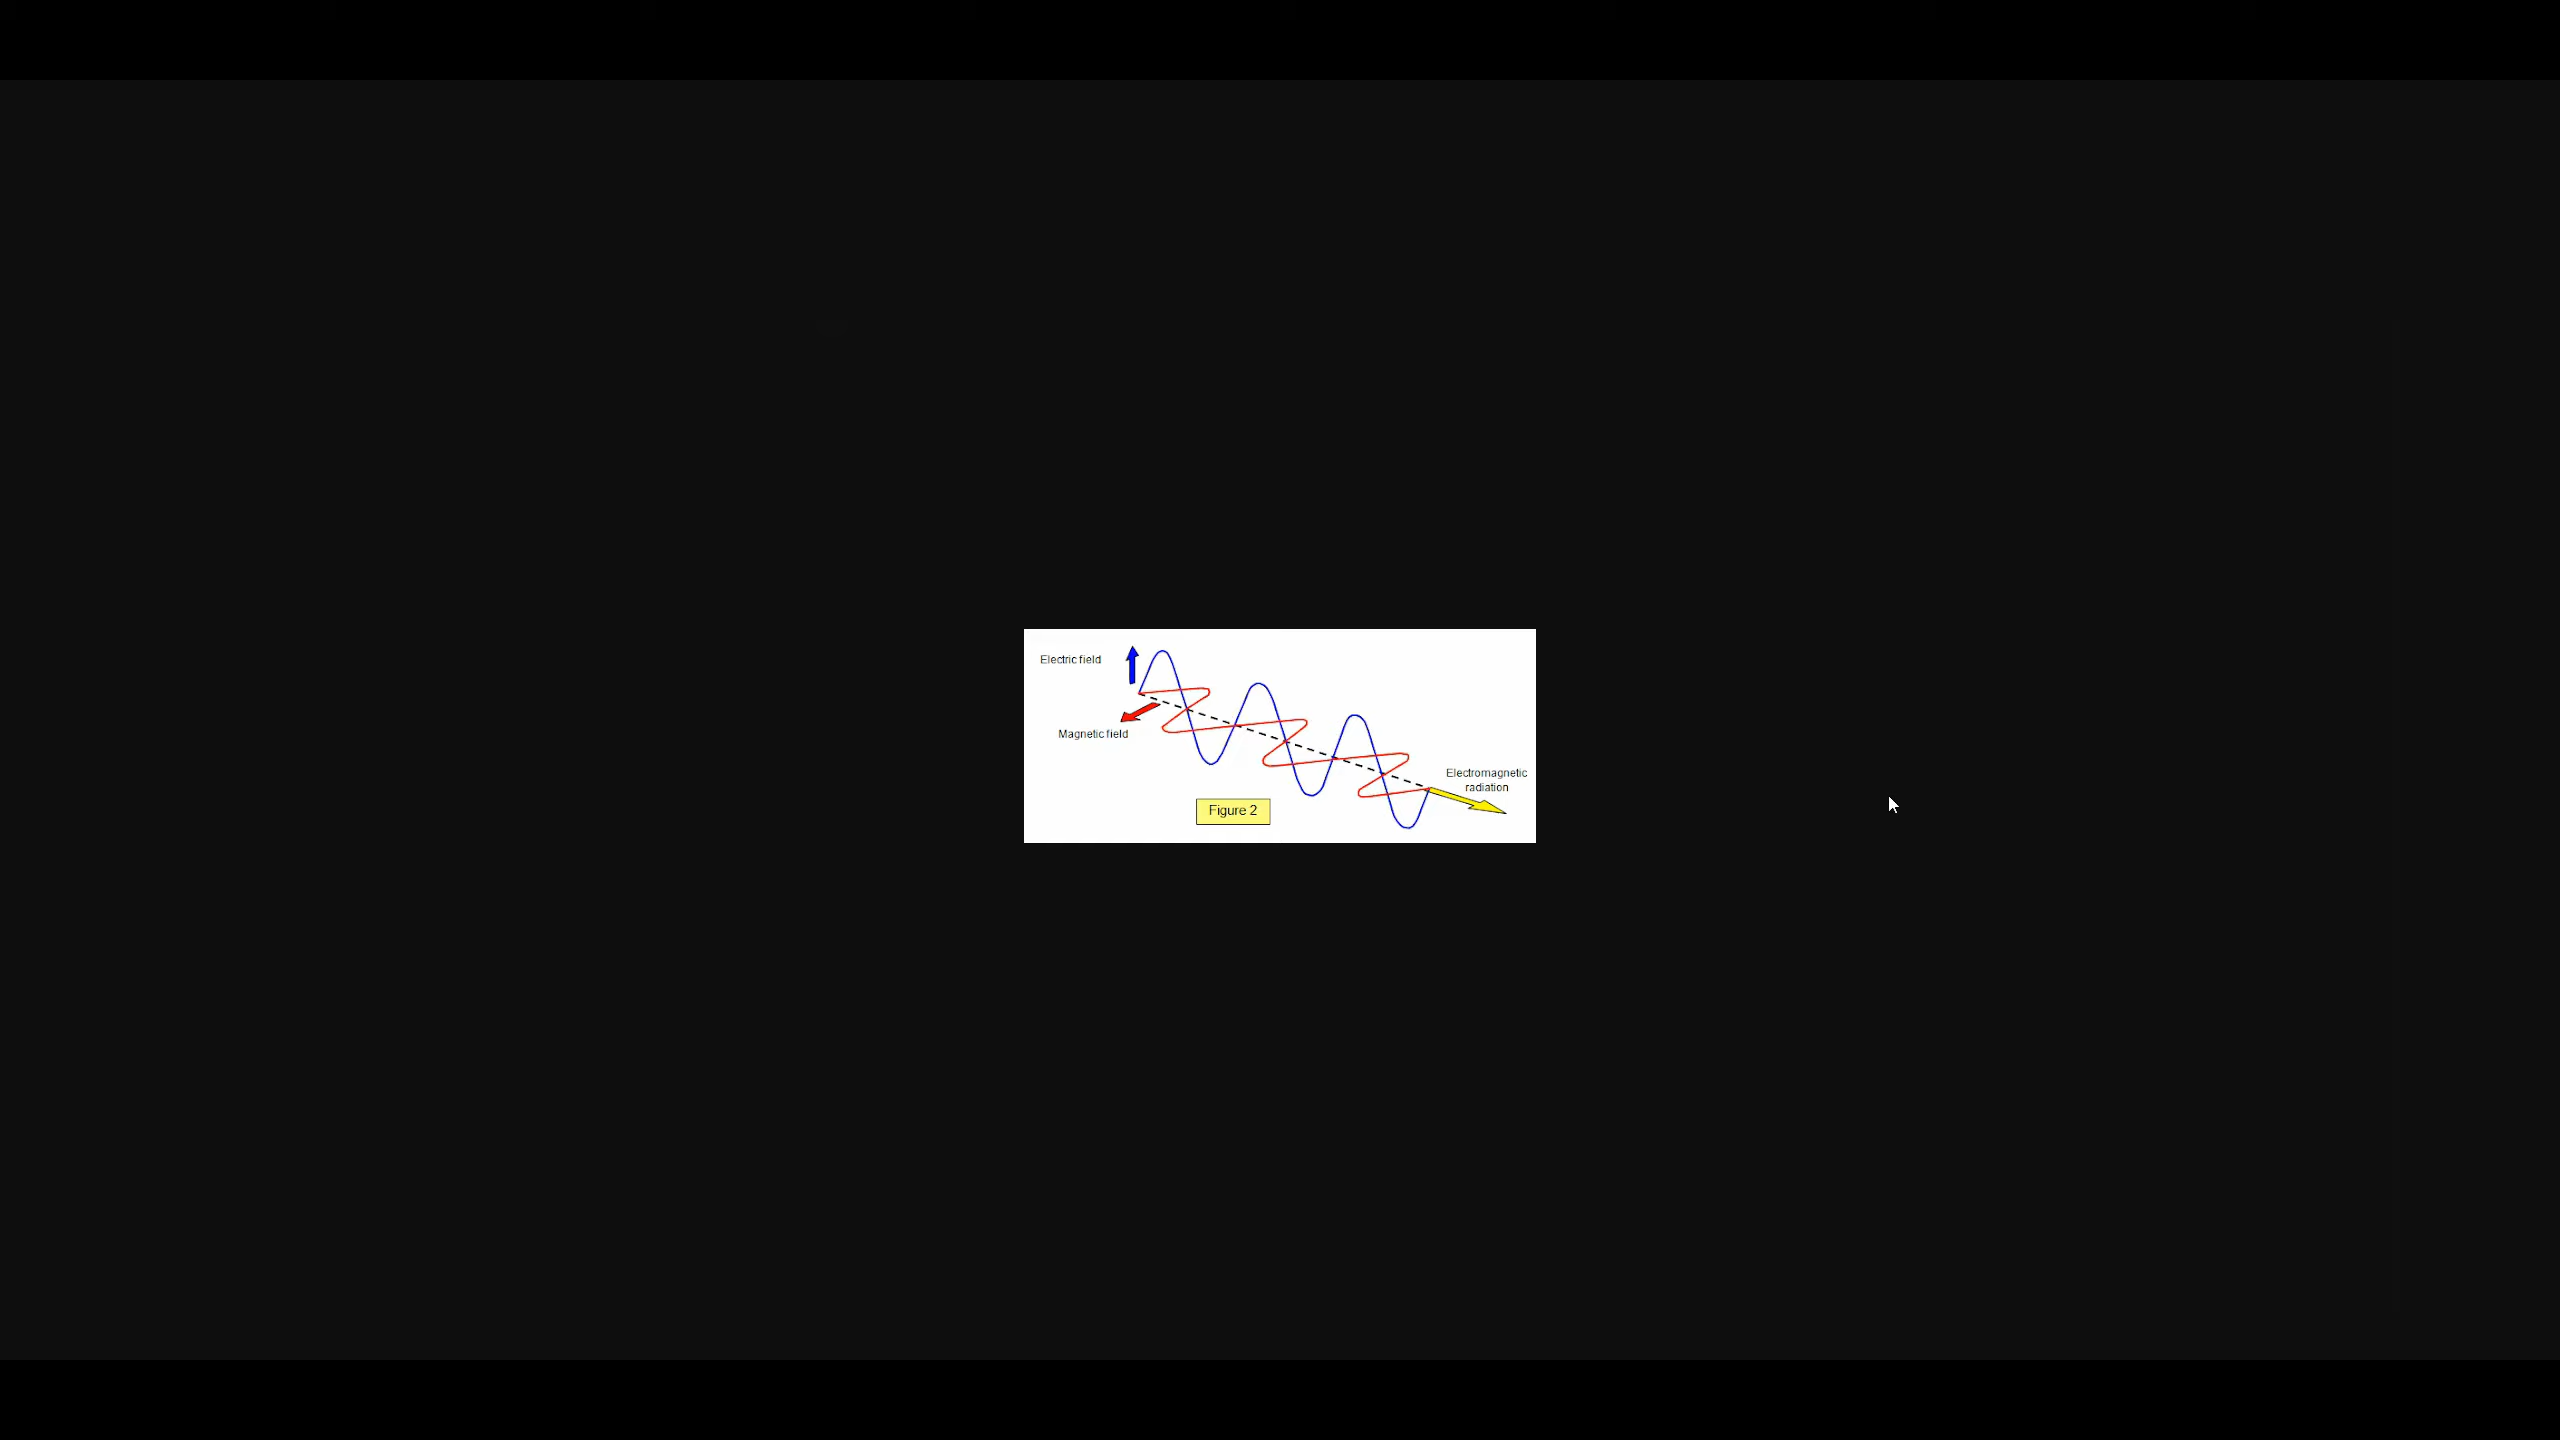 Electric field
Magnetic field
Electromagnetic
radiation
Figure 2